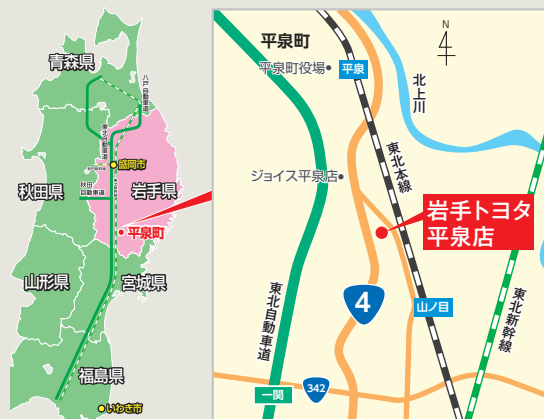 青森県
八戸自動車道
東北自動車道
盛岡市
秋田県
秋田
自動車道
岩手県
平泉町
山形県
宮城県
福島県
いわき市
平泉町
平泉町役場
平泉
N
4
北上川
東北本線
ジョイス平泉店
岩手トヨタ
平泉店
4
山ノ目
東北自動車道
東北新幹線
一関
342